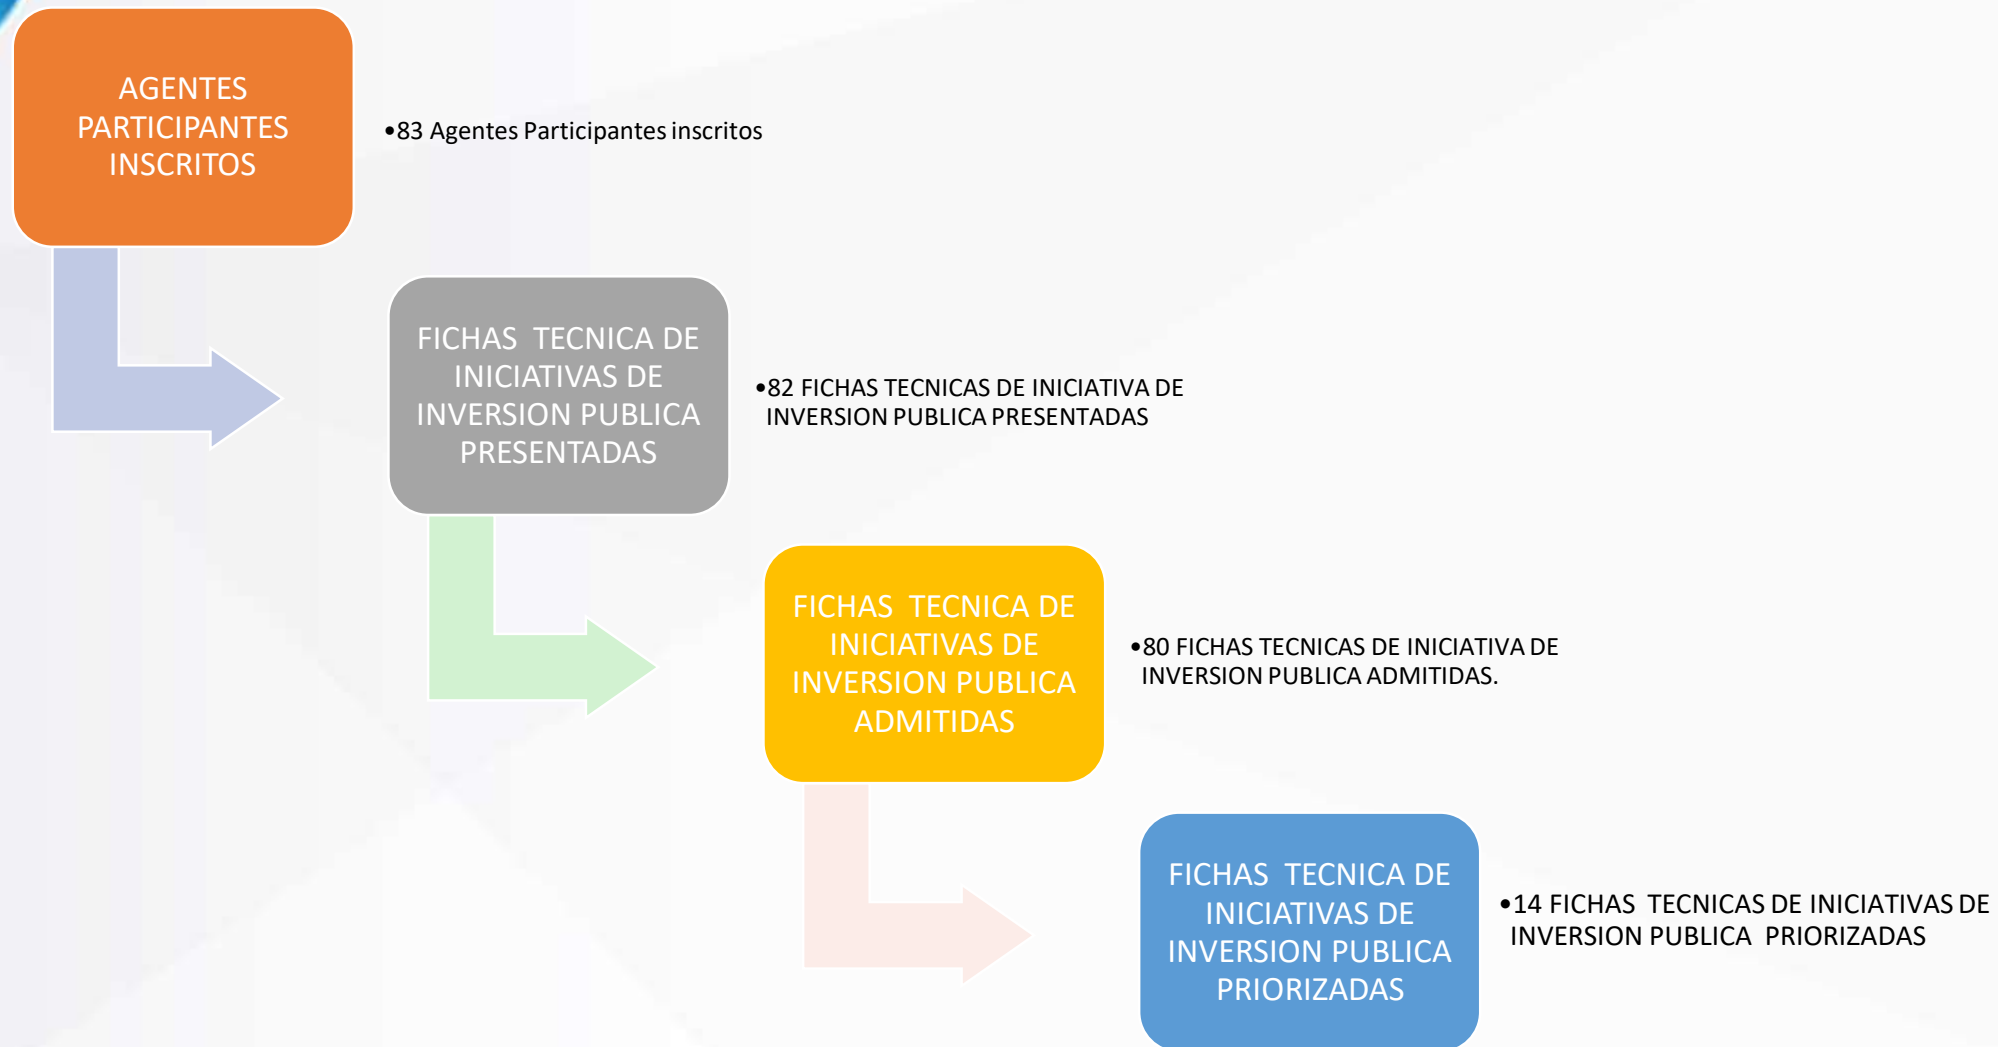 AGENTES
PARTICIPANTES
INSCRITOS
•83 Agentes Participantes inscritos
FICHAS  TECNICA DE
INICIATIVAS DE
INVERSION PUBLICA
PRESENTADAS
•82 FICHAS TECNICAS DE INICIATIVA DE
INVERSION PUBLICA PRESENTADAS
FICHAS  TECNICA DE
INICIATIVAS DE
INVERSION PUBLICA
ADMITIDAS
•80 FICHAS TECNICAS DE INICIATIVA DE
INVERSION PUBLICA ADMITIDAS.
FICHAS  TECNICA DE
INICIATIVAS DE
INVERSION PUBLICA
PRIORIZADAS
•14 FICHAS  TECNICAS DE INICIATIVAS DE
INVERSION PUBLICA  PRIORIZADAS